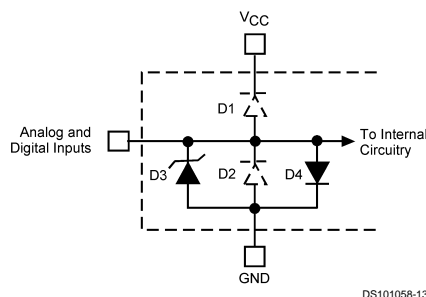 VCC
D1
Analog and
Digital Inputs
To Internal
Circuitry
D3
D2
D4
GND
DS101058-13